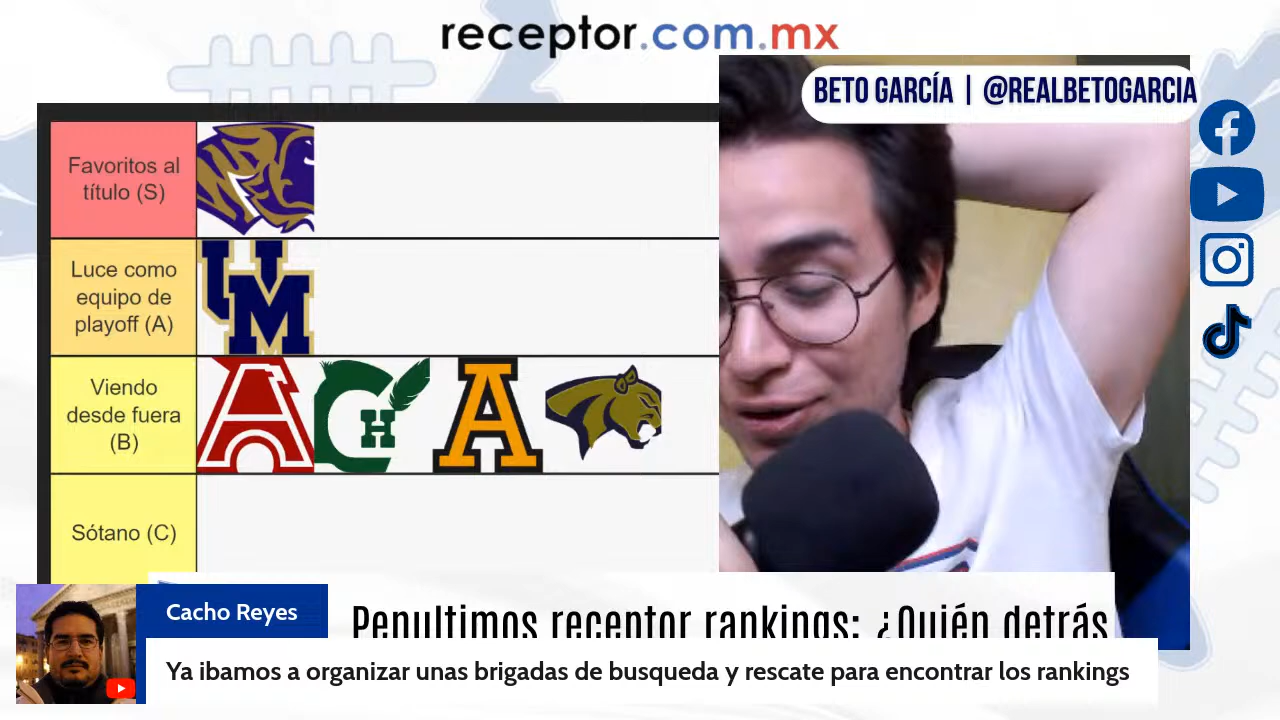 receptor.com.mx
BETO GARCÍA | @REALBETOGARCIA
Favoritos al
título (S)
Luce como
equipo de
playoff (A)
UM
Viendo
desde fuera
(B)
A
C H
A
Sótano (C)
Cacho Reyes
Penultimos receptor rankings: ¿Quién detrás
Ya ibamos a organizar unas brigadas de busqueda y rescate para encontrar los rankings